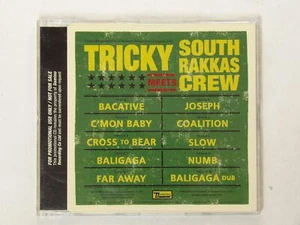 TRICKY
MEETS
SOUTH
RAKKAS
CREW
BACATIVE
C'MON BABY
CROSS TO BEAR
BALIGAGA
FAR AWAY
JOSEPH
COALITION
SLOW
NUMB
BALIGAGA DUB
FOR PROMOTIONAL USE ONLY / NOT FOR SALE